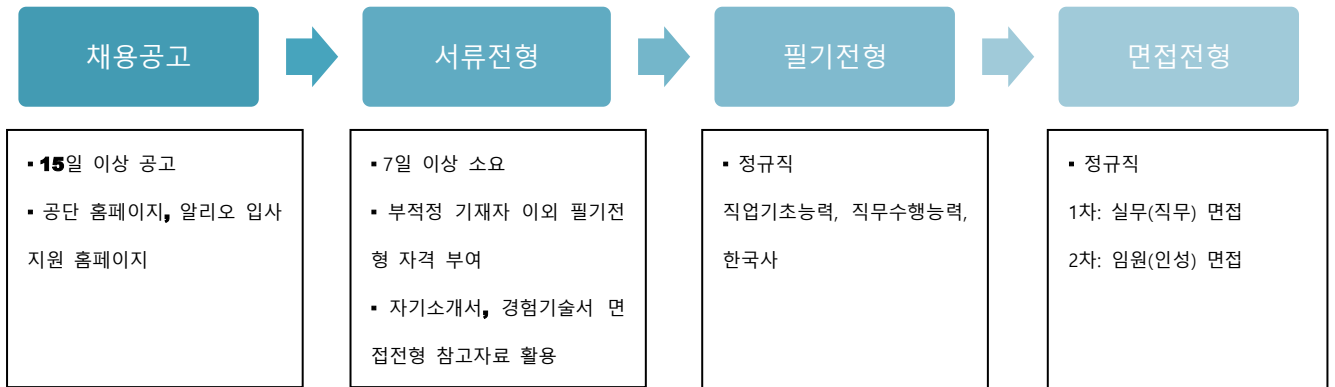 채용공고
서류전형
필기전형
면접전형
▪ 15일 이상 공고
▪ 공단 홈페이지, 알리오 입사
지원 홈페이지
▪ 7일 이상 소요
▪ 부적정 기재자 이외 필기전
형 자격 부여
▪ 자기소개서, 경험기술서 면
접전형 참고자료 활용
▪ 정규직
직업기초능력, 직무수행능력,
한국사
▪ 정규직
1차: 실무(직무) 면접
2차: 임원(인성) 면접